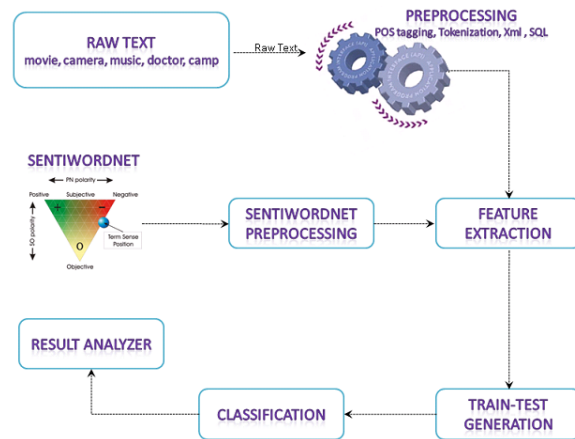 RAW TEXT
movie, camera, music, doctor, camp
Raw Text
PREPROCESSING
POS tagging, Tokenization, Xml , SQL
SENTIWORDNET
PN polarity
Positive Subjective Negative
SO polarity
+
−
Term Sense
Position
O
Objective
SENTIWORDNET
PREPROCESSING
FEATURE
EXTRACTION
RESULT ANALYZER
CLASSIFICATION
TRAIN-TEST
GENERATION